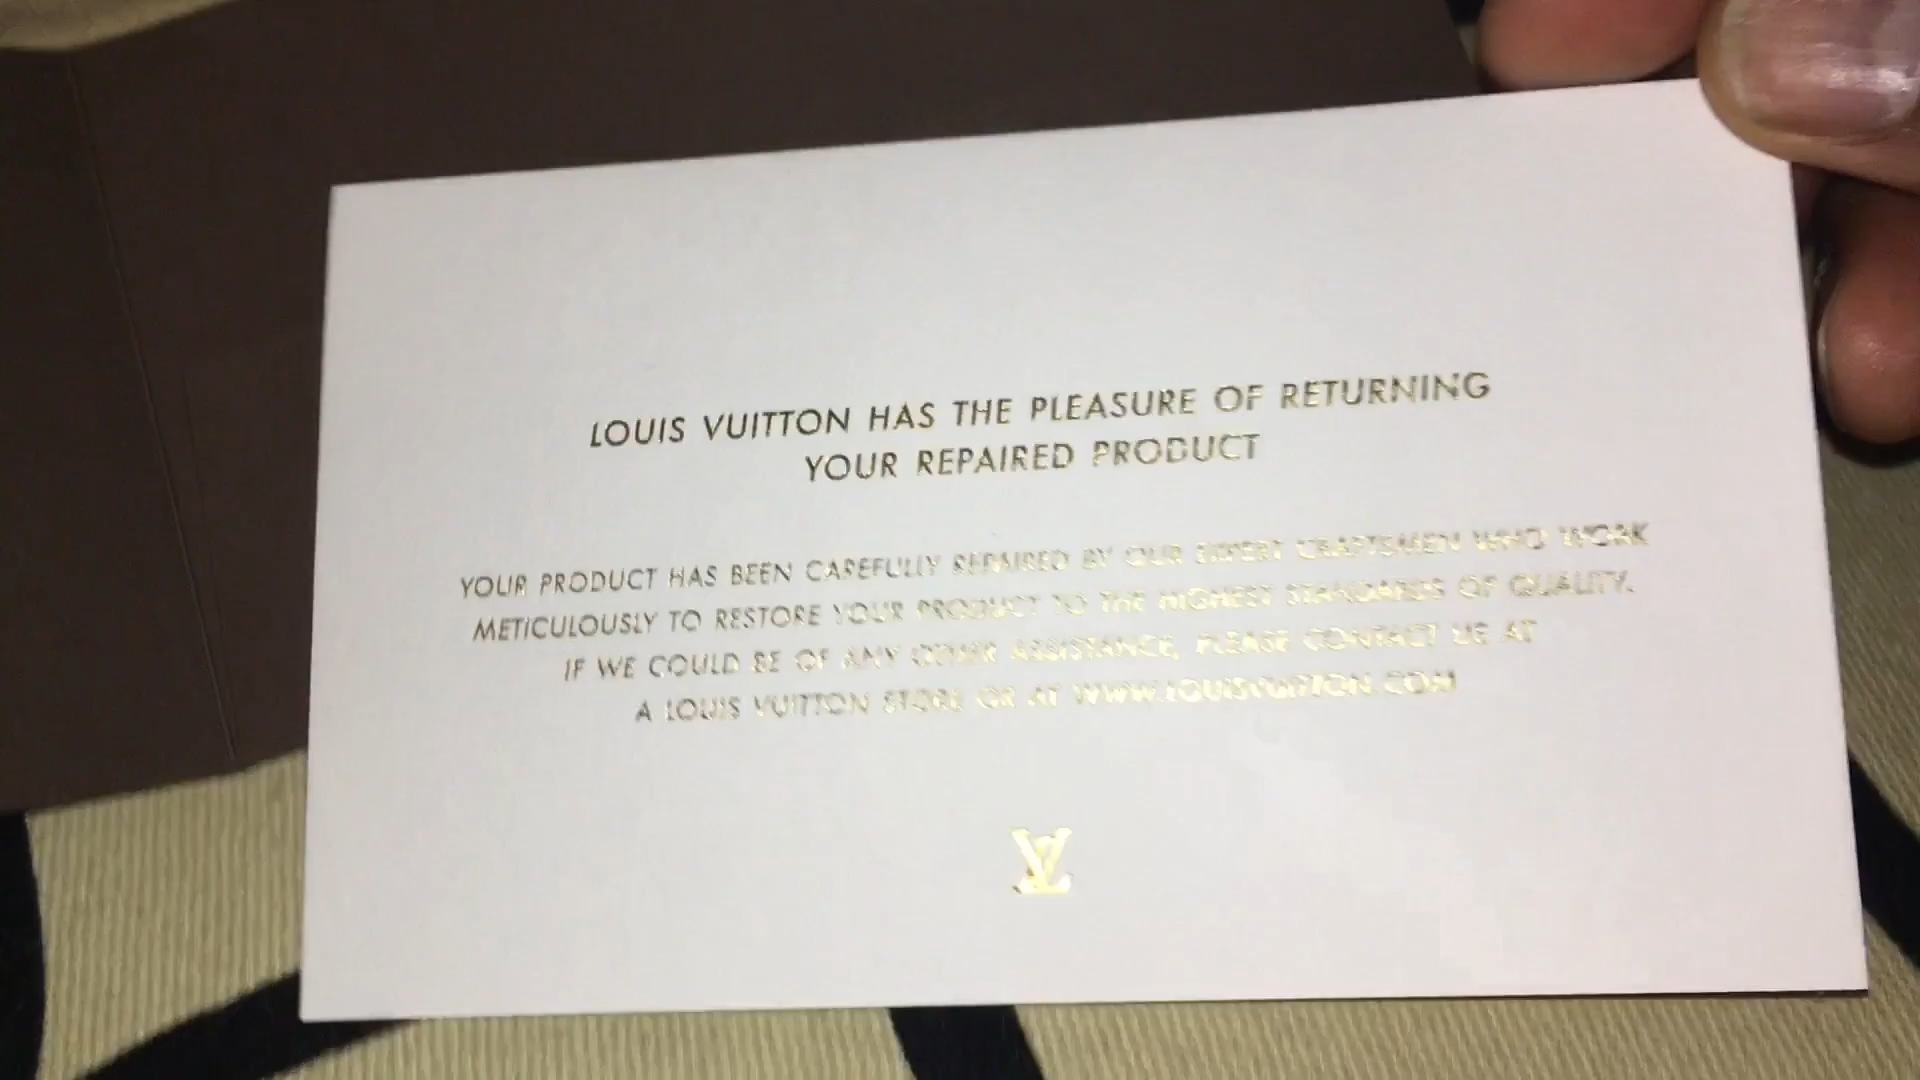 LOUIS VUITTON HAS THE PLEASURE OF RETURNING
YOUR REPAIRED PRODUCT
YOUR PRODUCT HAS BEEN CAREFULLY REPAIRED BY OUR EXPERT CRAFTSMEN WHO WORK
METICULOUSLY TO RESTORE YOUR PRODUCT TO THE HIGHEST STANDARDS OF QUALITY.
IF WE COULD BE OF ANY OTHER ASSISTANCE, PLEASE CONTACT US AT
A LOUIS VUITTON STORE OR AT WWW.LOUISVUITTON.COM
LV